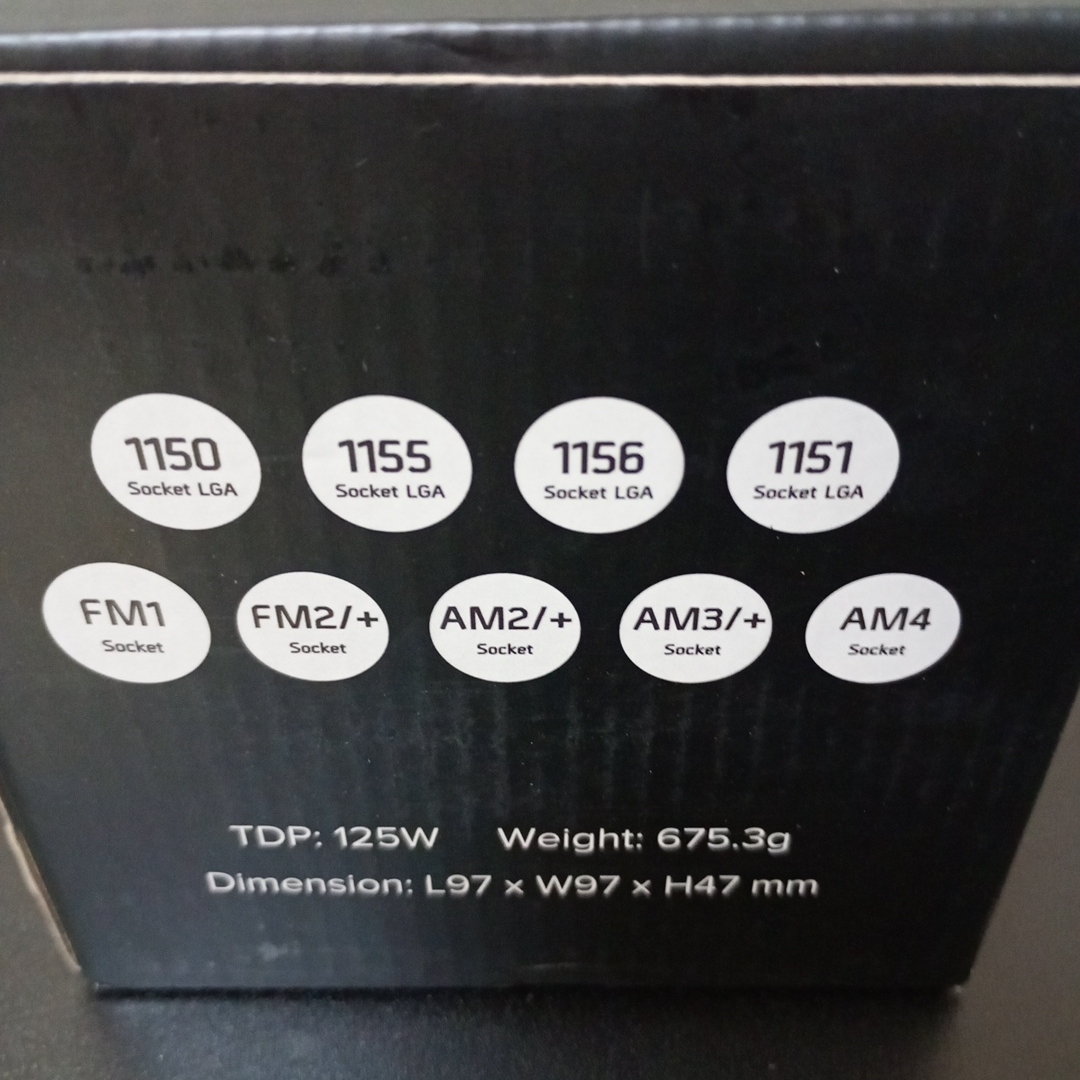 1150
Socket LGA
1155
Socket LGA
1156
Socket LGA
1151
Socket LGA
FM1
Socket
FM2/+
Socket
AM2/+
Socket
AM3/+
Socket
AM4
Socket
TDP: 125W Weight: 675.3g
Dimension: L97 x W97 x H47 mm